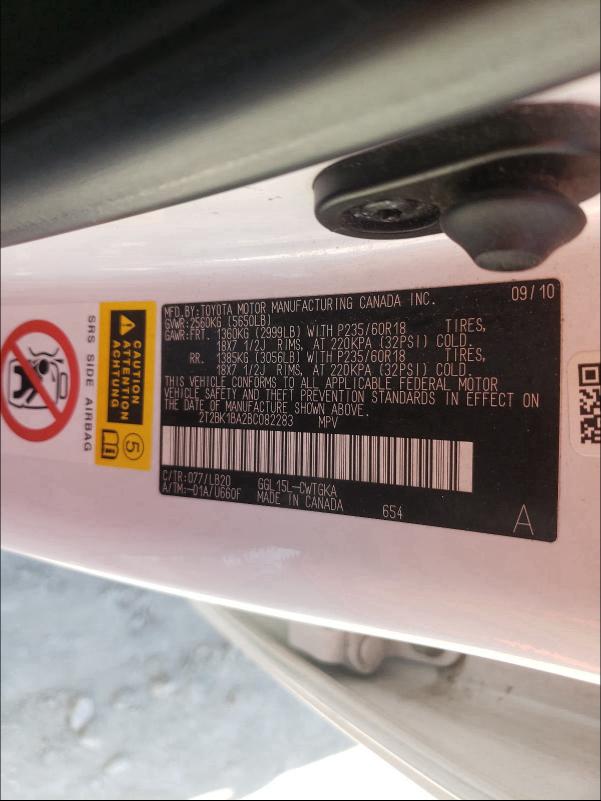 SRS SIDE AIRBAG
CAUTION
ATTENTION
ACHTUNG
5
MFD.BY:TOYOTA MOTOR MANUFACTURING CANADA INC. 09/10
GVWR:2560KG (5650LB)
GAWR:FRT. 1360KG (2999LB) WITH P235/60R18 TIRES,
18X7 1/2J RIMS, AT 220KPA (32PSI) COLD.
RR. 1385KG (3056LB) WITH P235/60R18 TIRES,
18X7 1/2J RIMS, AT 220KPA (32PSI) COLD.
THIS VEHICLE CONFORMS TO ALL APPLICABLE FEDERAL MOTOR
VEHICLE SAFETY AND THEFT PREVENTION STANDARDS IN EFFECT ON
THE DATE OF MANUFACTURE SHOWN ABOVE.
2T2BK1BA2BC082283 MPV
C/TR:077/LB20 GGL15L-CWTGKA
A/TM:-01A/U660F MADE IN CANADA 654
A